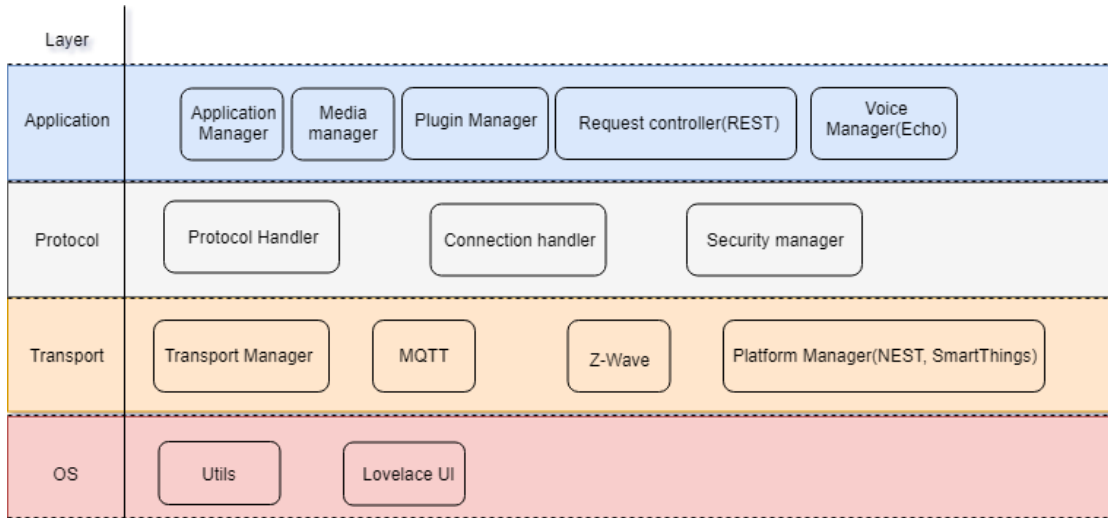 Layer
Application
Application
Manager
Media
manager
Plugin Manager
Request controller(REST)
Voice
Manager(Echo)
Protocol
Protocol Handler
Connection handler
Security manager
Transport
Transport Manager
MQTT
Z-Wave
Platform Manager(NEST, SmartThings)
OS
Utils
Lovelace UI